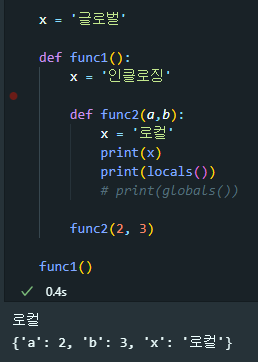 x = '글로벌'
def func1():
    x = '인클로징'
    def func2(a,b):
        x = '로컬'
        print(x)
        print(locals())
        # print(globals())
    func2(2, 3)
func1()
0.4s
로컬
{'a': 2, 'b': 3, 'x': '로컬'}